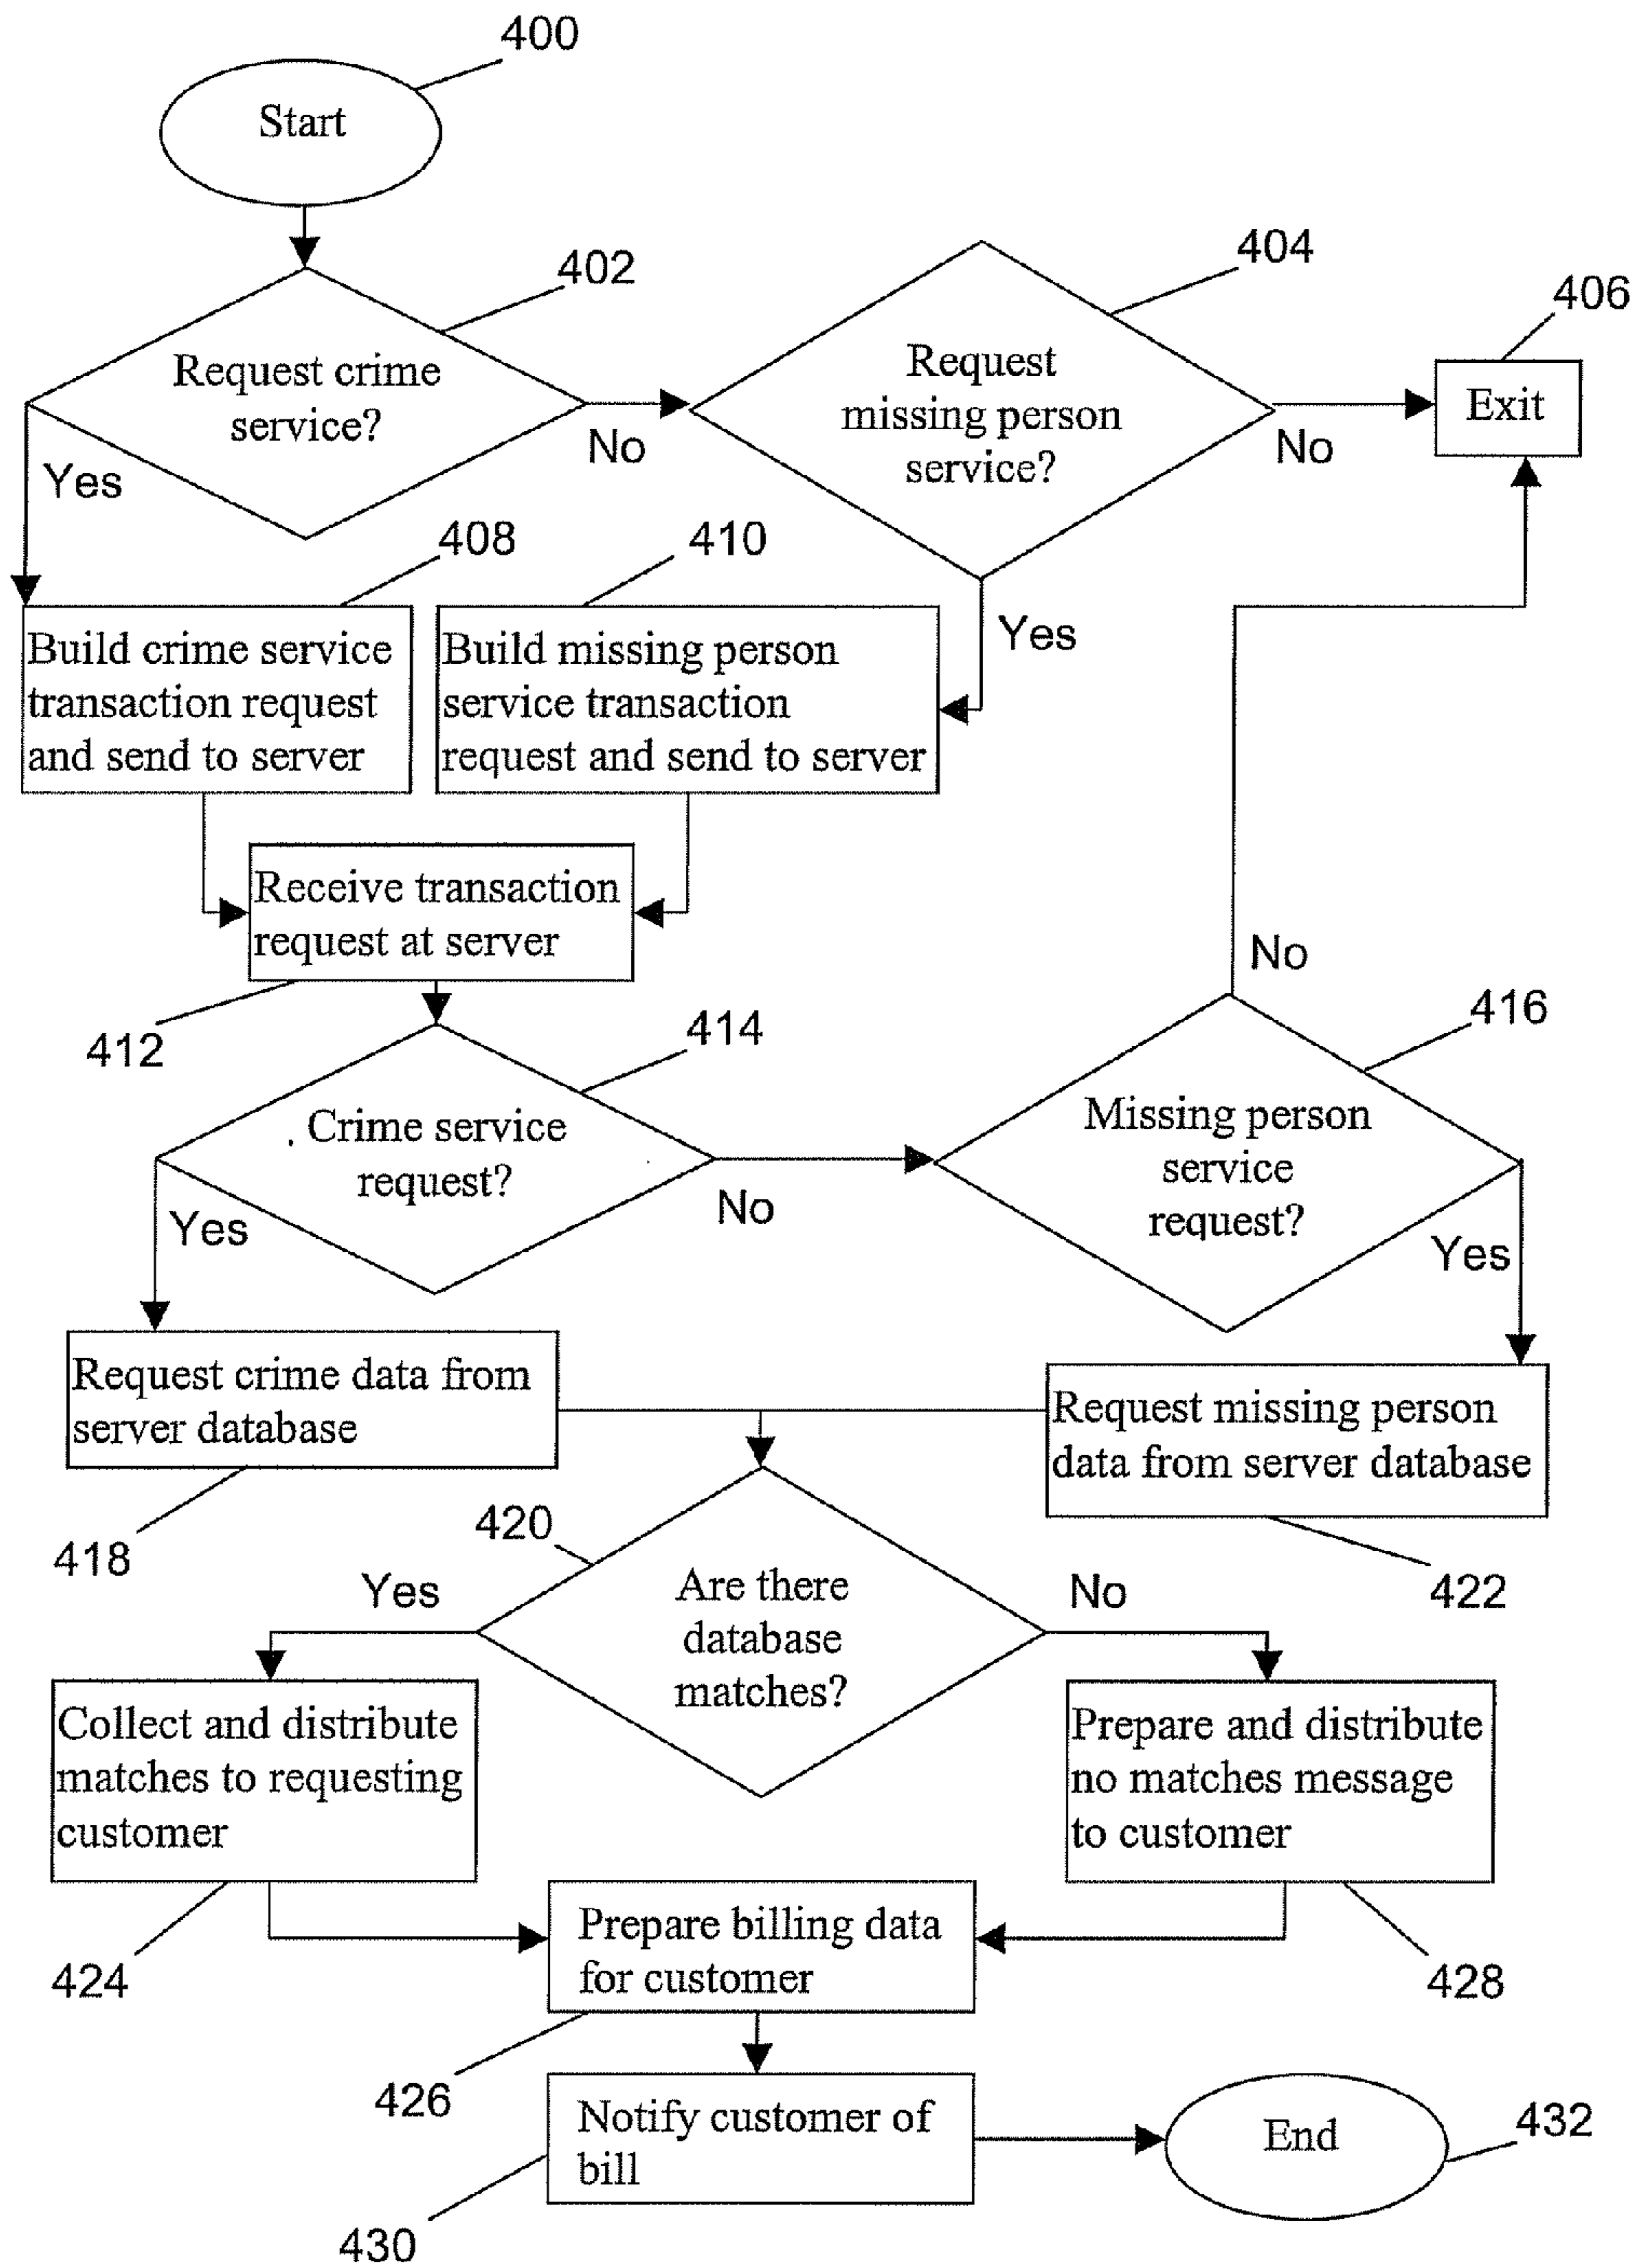 400
Start
402
404
406
Request crime
service?
Request
missing person
service?
Exit
No
No
Yes
408
410
Yes
Build crime service
transaction request
and send to server
Build missing person
service transaction
request and send to server
Receive transaction
request at server
No
412
414
416
Crime service
request?
Missing person
service
request?
Yes
No
Yes
Request crime data from
server database
Request missing person
data from server database
418
420
422
Yes
Are there
database
matches?
No
Collect and distribute
matches to requesting
customer
Prepare and distribute
no matches message
to customer
Prepare billing data
for customer
424
428
426
Notify customer of
bill
End
432
430